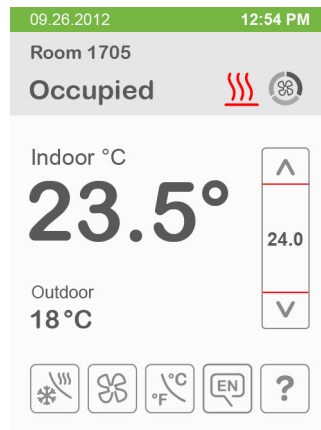 09.26.2012 12:54 PM
Room 1705
Occupied
Indoor °C
23.5°
24.0
Outdoor
18°C
°F °C EN ?